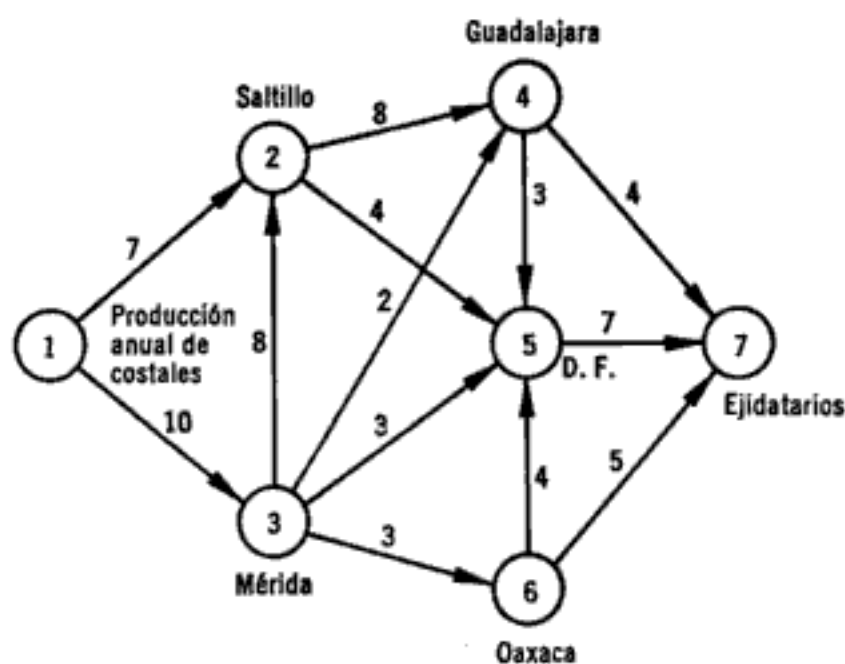 Guadalajara
4
Saltillo
8
2
4
3
4
7
2
Producción
anual de
costales
1
8
5
7
7
D. F.
Ejidatarios
10
3
4
5
3
3
Mérida
6
Oaxaca